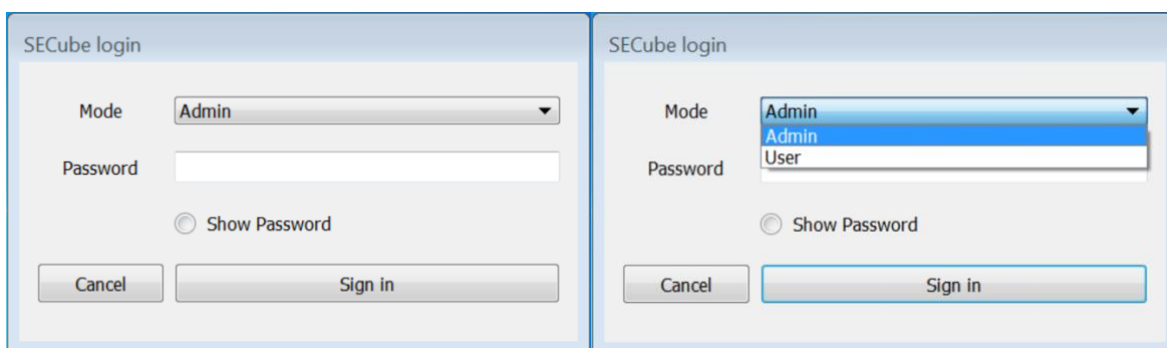 SECube login
Mode Admin
Password
Show Password
Cancel Sign in
SECube login
Mode Admin
Admin
User
Password
Show Password
Cancel Sign in